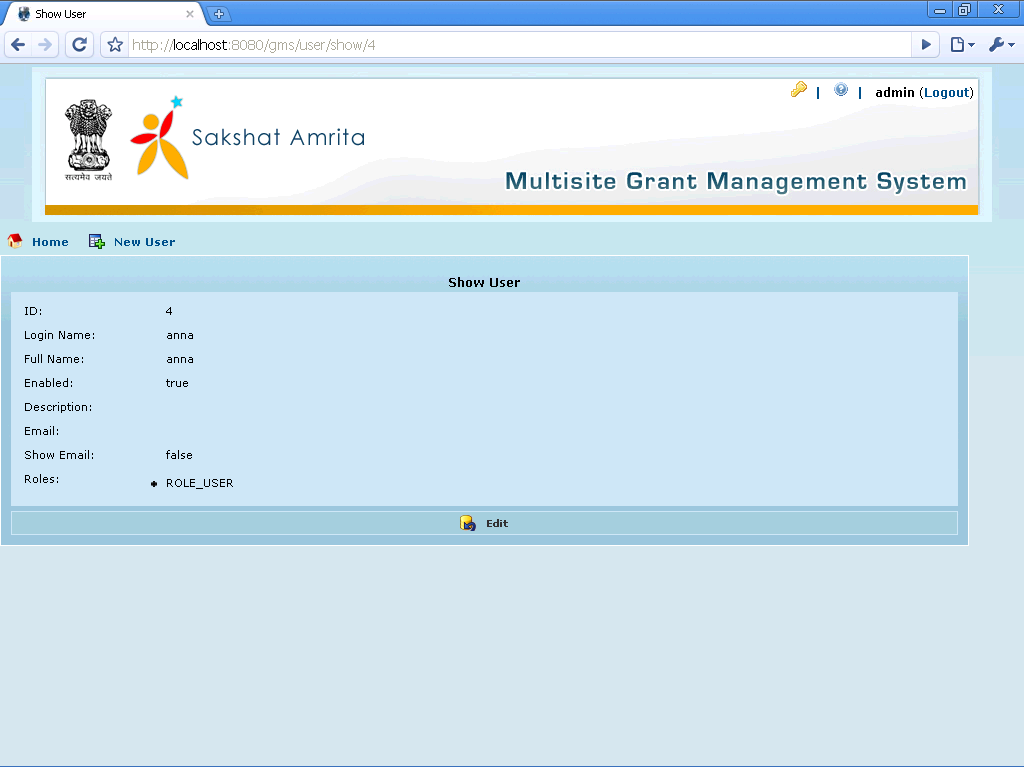 Show User
http://localhost:8080/gms/user/show/4
| | admin (Logout)
सत्यमेव जयते
Sakshat Amrita
Multisite Grant Management System
Home New User
Show User
ID: 4
Login Name: anna
Full Name: anna
Enabled: true
Description:
Email:
Show Email: false
Roles: • ROLE_USER
Edit